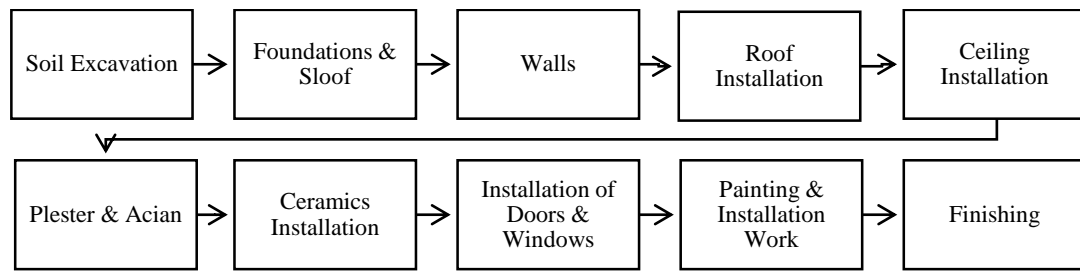 Soil Excavation
Foundations &
Sloof
Walls
Roof
Installation
Ceiling
Installation
Plester & Acian
Ceramics
Installation
Installation of
Doors &
Windows
Painting &
Installation
Work
Finishing